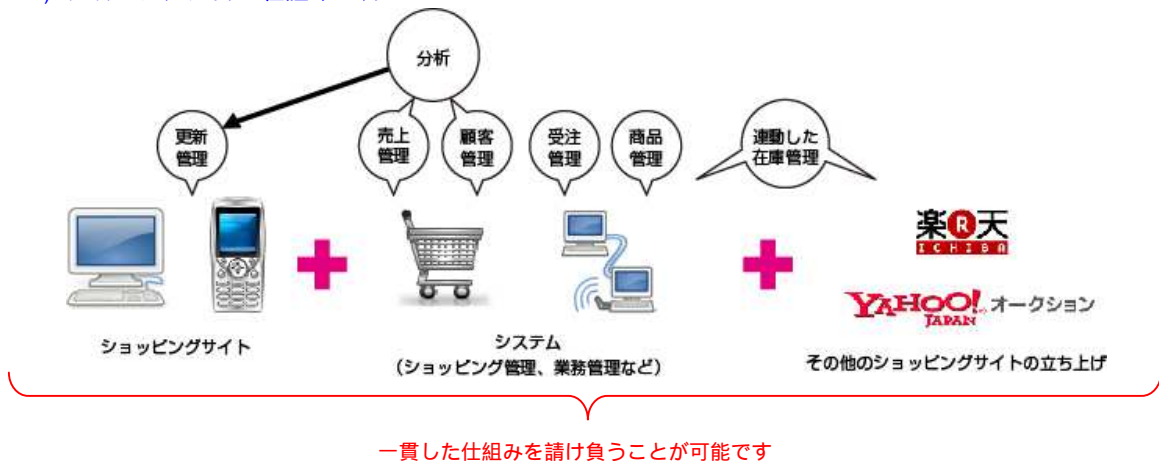 分析
更新
管理
売上
管理
顧客
管理
受注
管理
商品
管理
連動した
在庫管理
楽R天
ICHIBA
YAHOO!
JAPAN
オークション
ショッピングサイト
システム
（ショッピング管理、業務管理など）
その他のショッピングサイトの立ち上げ
一貫した仕組みを請け負うことが可能です